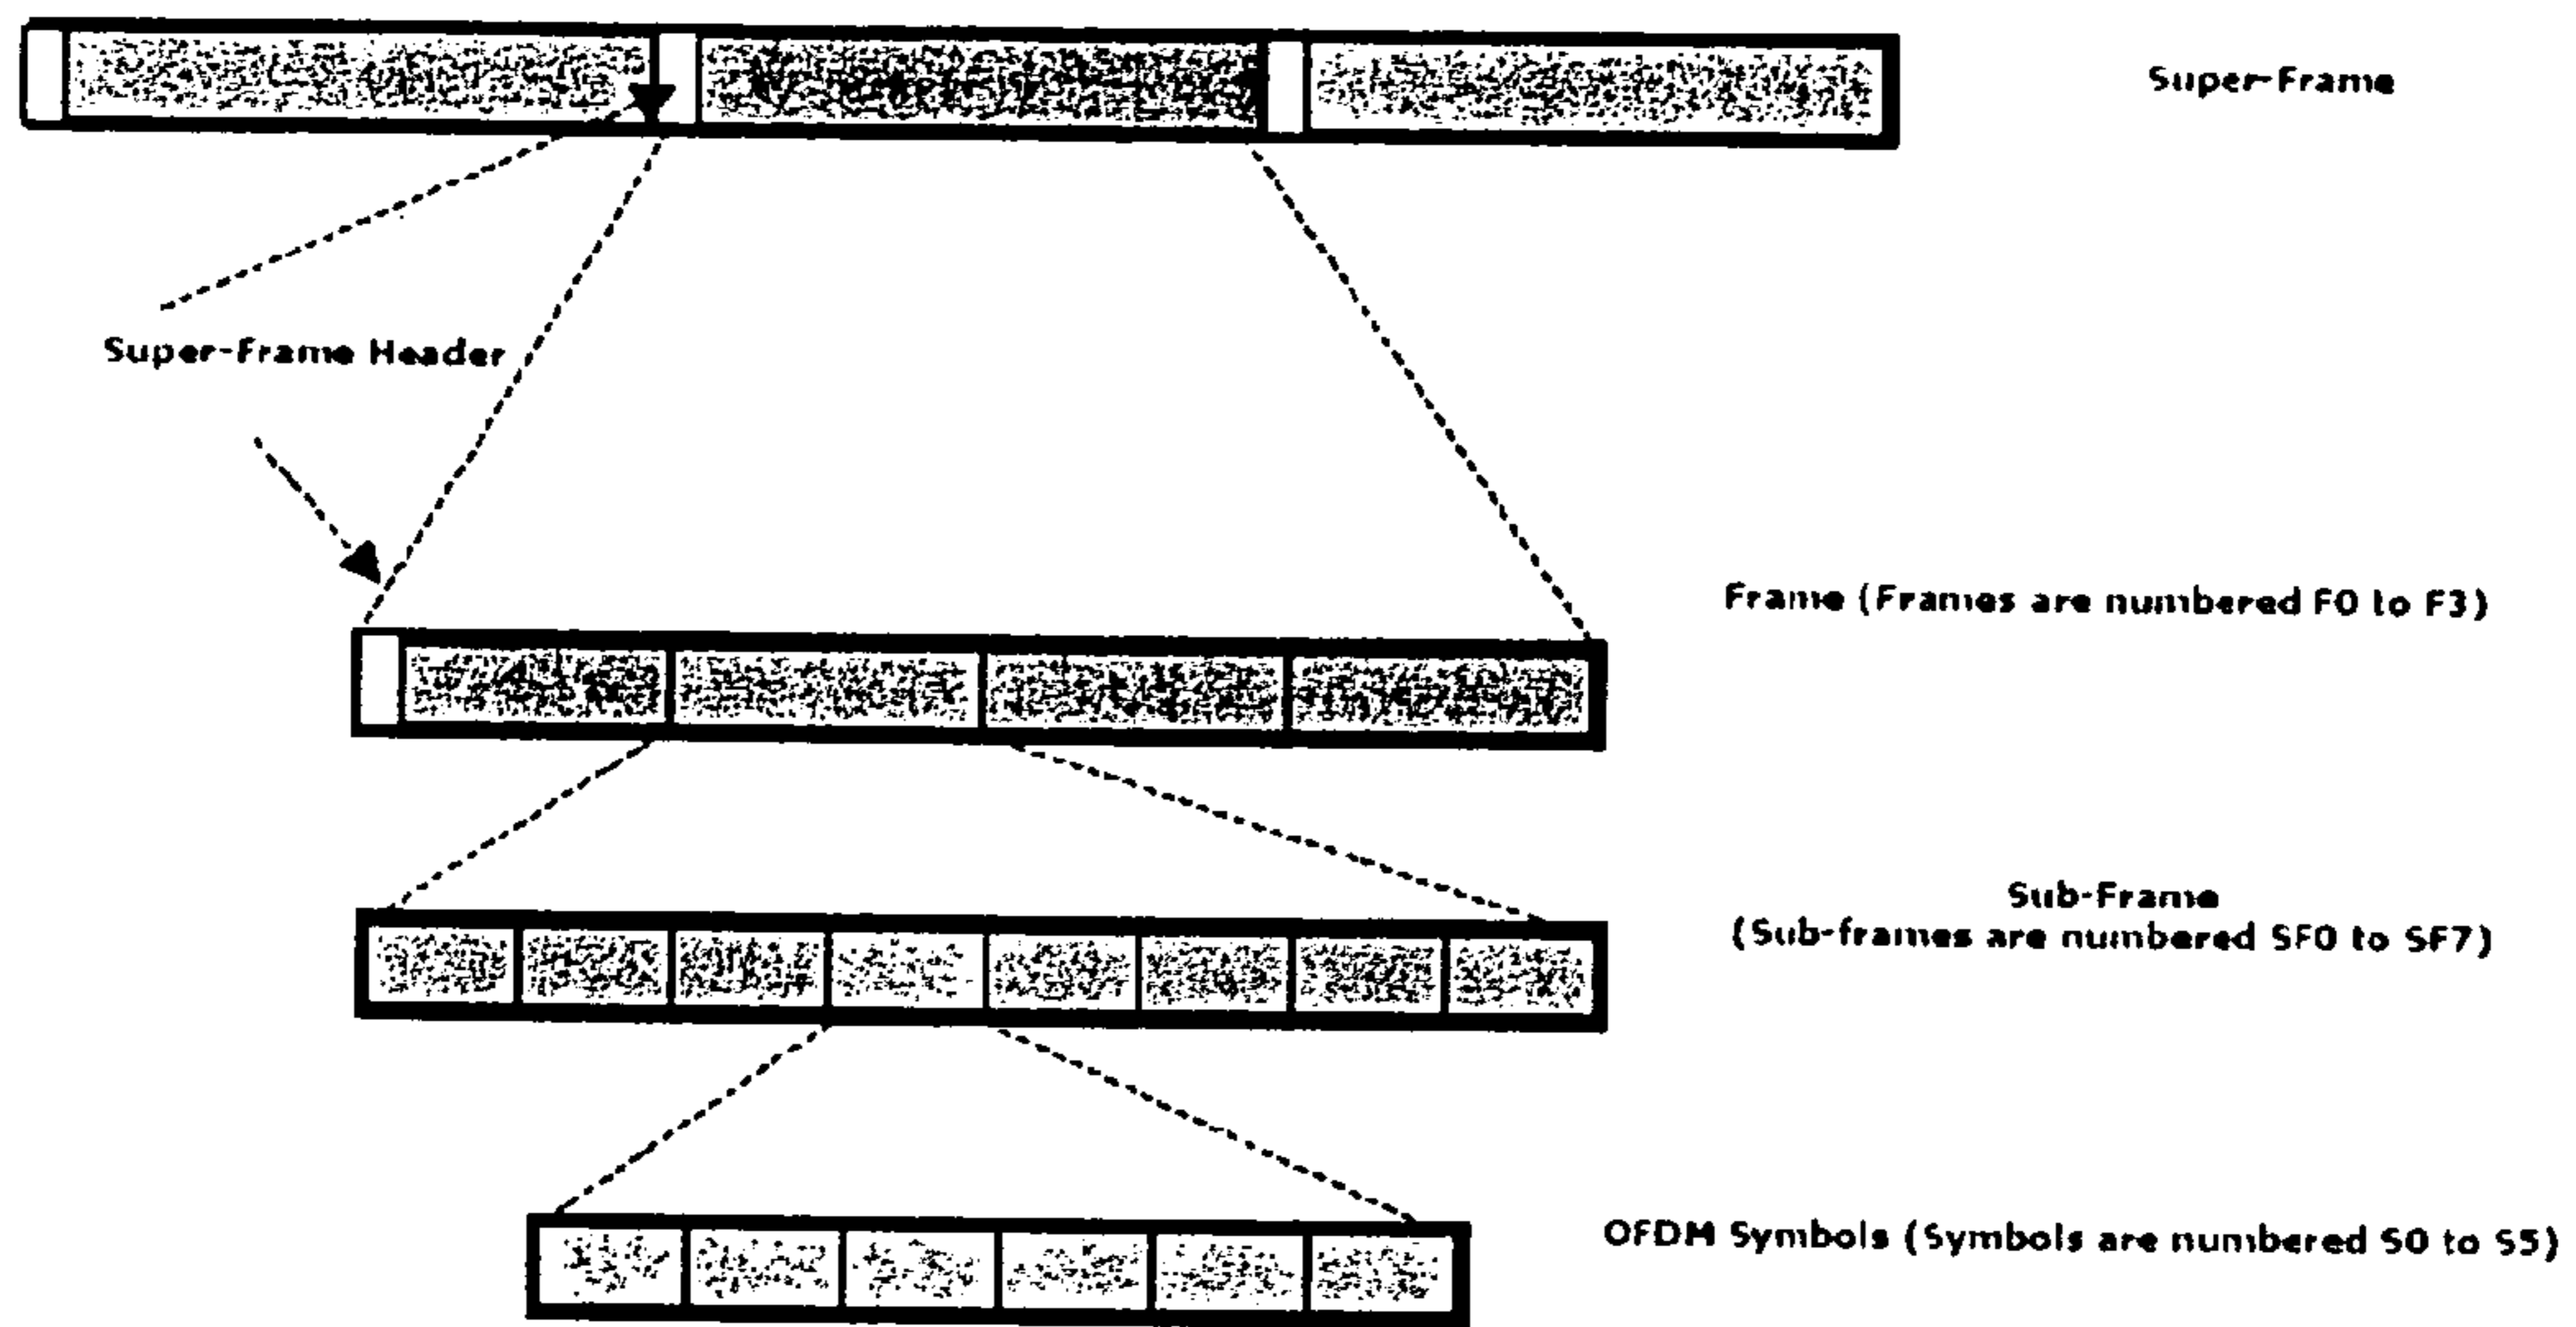 Super-Frame
Super-Frame Header
Frame (Frames are numbered F0 to F3)
Sub-Frame
(Sub-frames are numbered SF0 to SF7)
OFDM Symbols (Symbols are numbered S0 to S5)